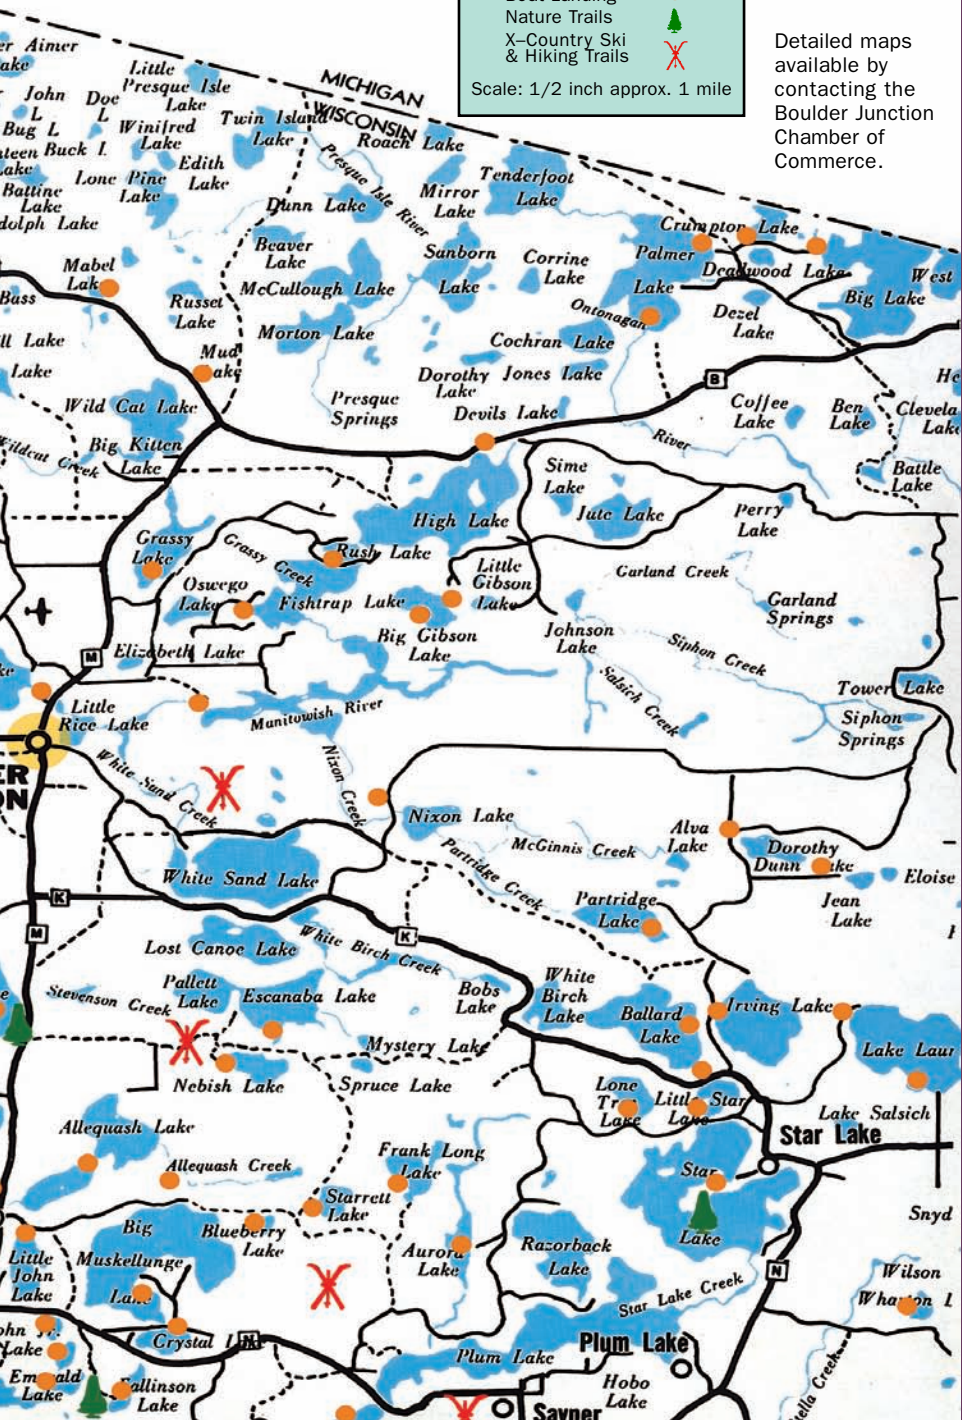 Nature Trails
X–Country Ski
& Hiking Trails
Scale: 1/2 inch approx. 1 mile
Detailed maps
available by
contacting the
Boulder Junction
Chamber of
Commerce.
MICHIGAN
WISCONSIN
Little
Presque Isle
Lake
John
L
Doe
L
Bug L
Winifred
Lake
Buck L
Edith
Lake
Lone Pine
Lake
Battine
Lake
Twin Island
Lake
Roach Lake
Presque Isle River
Mirror
Lake
Tenderfoot
Lake
Dunn Lake
Beaver
Lake
McCullough Lake
Sanborn
Lake
Corrine
Lake
Palmer
Lake
Crumpton Lake
Deadwood Lake
West
Big Lake
Mabel
Lake
Bass
Russet
Lake
Morton Lake
Ontonagan
Cochran Lake
Dezel
Lake
Lake
Mud
Lake
Dorothy
Lake
Jones Lake
B
Presque
Springs
Devils Lake
River
Coffee
Lake
Ben
Lake
Wild Cat Lake
Wildcat Creek
Big Kitten
Lake
Battle
Lake
Sime
Lake
Jute Lake
Perry
Lake
High Lake
Grassy
Lake
Grassy Creek
Rush Lake
Oswego
Lake
Fishtrap Lake
Little
Gibson
Lake
Garland Creek
Garland
Springs
Big Gibson
Lake
Johnson
Lake
Siphon Creek
Salsich Creek
Tower Lake
Siphon
Springs
M
Elizabeth Lake
Little
Rice Lake
Manitowish River
White Sand Creek
Nixon Creek
Nixon Lake
McGinnis Creek
Partridge Creek
Alva
Lake
Dorothy
Dunn Lake
Eloise
Jean
Lake
Partridge
Lake
White Sand Lake
K
M
K
Lost Canoe Lake
White Birch Creek
Stevenson Creek
Pallett
Lake
Escanaba Lake
Bobs
Lake
White
Birch
Lake
Ballard
Lake
Irving Lake
Lake Laur
Mystery Lake
Nebish Lake
Spruce Lake
Lone
Tree
Lake
Little Star
Lake
Lake Salsich
Star Lake
Allequash Lake
Allequash Creek
Frank Long
Lake
Starrett
Lake
Star
Lake
Snyd
Big
Muskellunge
Lake
Blueberry
Lake
Aurora
Lake
Razorback
Lake
Little
John
Lake
Star Lake Creek
N
Wilson
Crystal L
N
Plum Lake
Plum Lake
Emerald
Lake
Fallinson
Lake
Hobo
Lake
Sayner